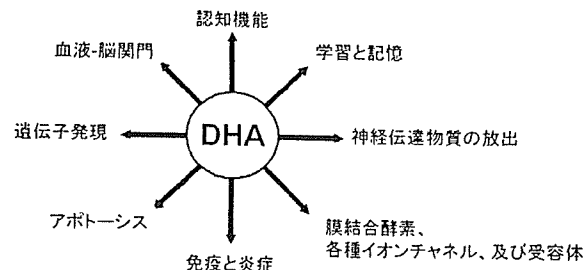 認知機能
血液-脳関門
学習と記憶
遺伝子発現
DHA
神経伝達物質の放出
アポトーシス
膜結合酵素、
各種イオンチャネル、及び受容体
免疫と炎症